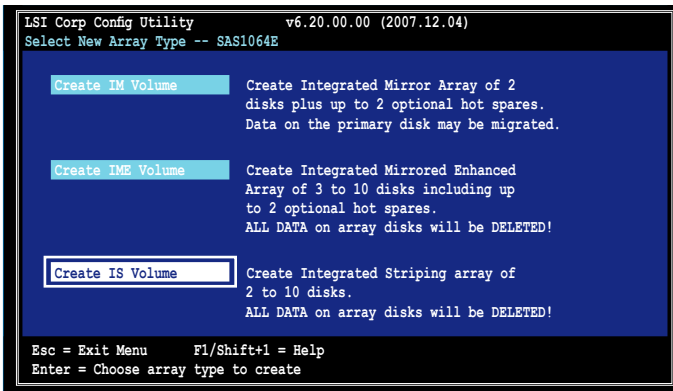 LSI Corp Config Utility v6.20.00.00 (2007.12.04)
Select New Array Type -- SAS1064E
Create IM Volume Create Integrated Mirror Array of 2
disks plus up to 2 optional hot spares.
Data on the primary disk may be migrated.
Create IME Volume Create Integrated Mirrored Enhanced
Array of 3 to 10 disks including up
to 2 optional hot spares.
ALL DATA on array disks will be DELETED!
Create IS Volume Create Integrated Striping array of
2 to 10 disks.
ALL DATA on array disks will be DELETED!
Esc = Exit Menu F1/Shift+1 = Help
Enter = Choose array type to create